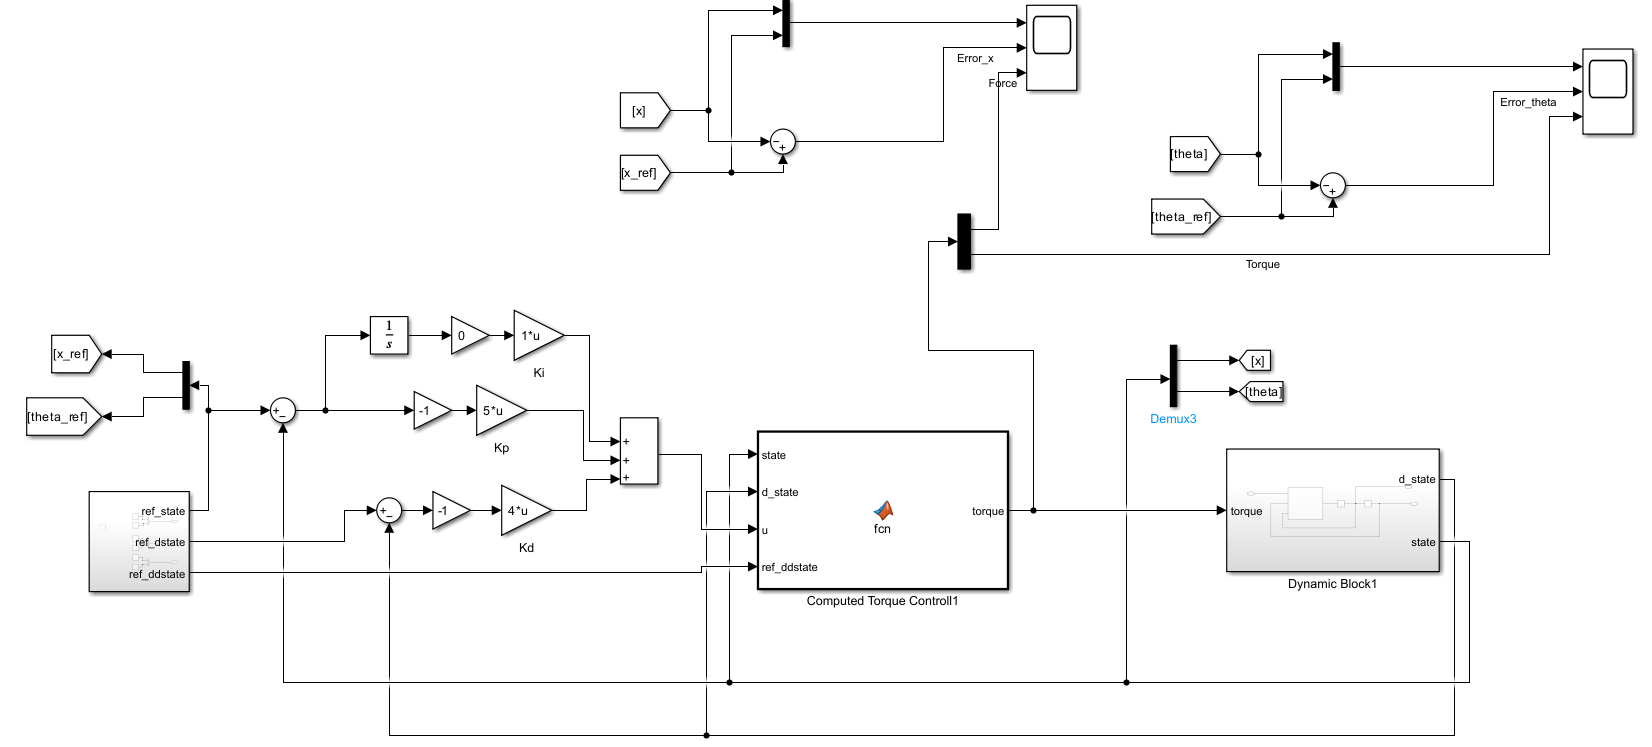 Error_x
Force
[x]
[x_ref]
Error_theta
[theta]
[theta_ref]
Torque
[x_ref]
[theta_ref]
1
s
0
1*u
Ki
-1
5*u
Kp
-1
4*u
Kd
ref_state
ref_dstate
ref_ddstate
+
+
+
state
d_state
u
ref_ddstate
fcn
torque
Computed Torque Controll1
[x]
[theta]
Demux3
torque
d_state
state
Dynamic Block1